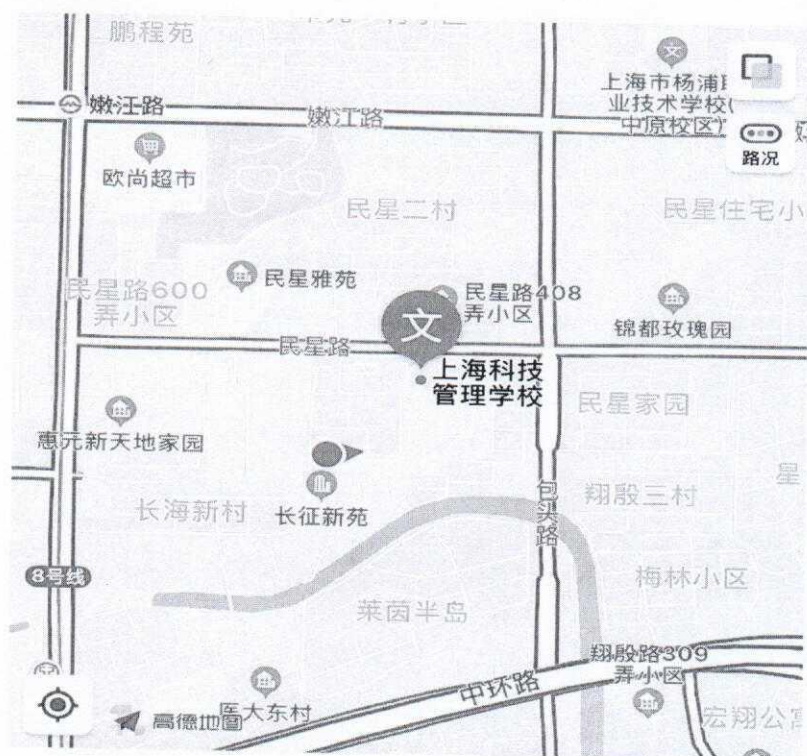 鹏程苑
嫩江路
嫩江路
上海市杨浦
业技术学校(
中原校区)
路况
欧尚超市
民星二村
民星住宅小
民星雅苑
民星路600
弄小区
民星路408
弄小区
锦都玫瑰园
民星路
文
上海科技
管理学校
民星家园
惠元新天地家园
星
长海新村
长征新苑
包头路
翔殷三村
8号线
梅林小区
莱茵半岛
翔殷路309
弄小区
中环路
医大东村
高德地图
宏翔公寓